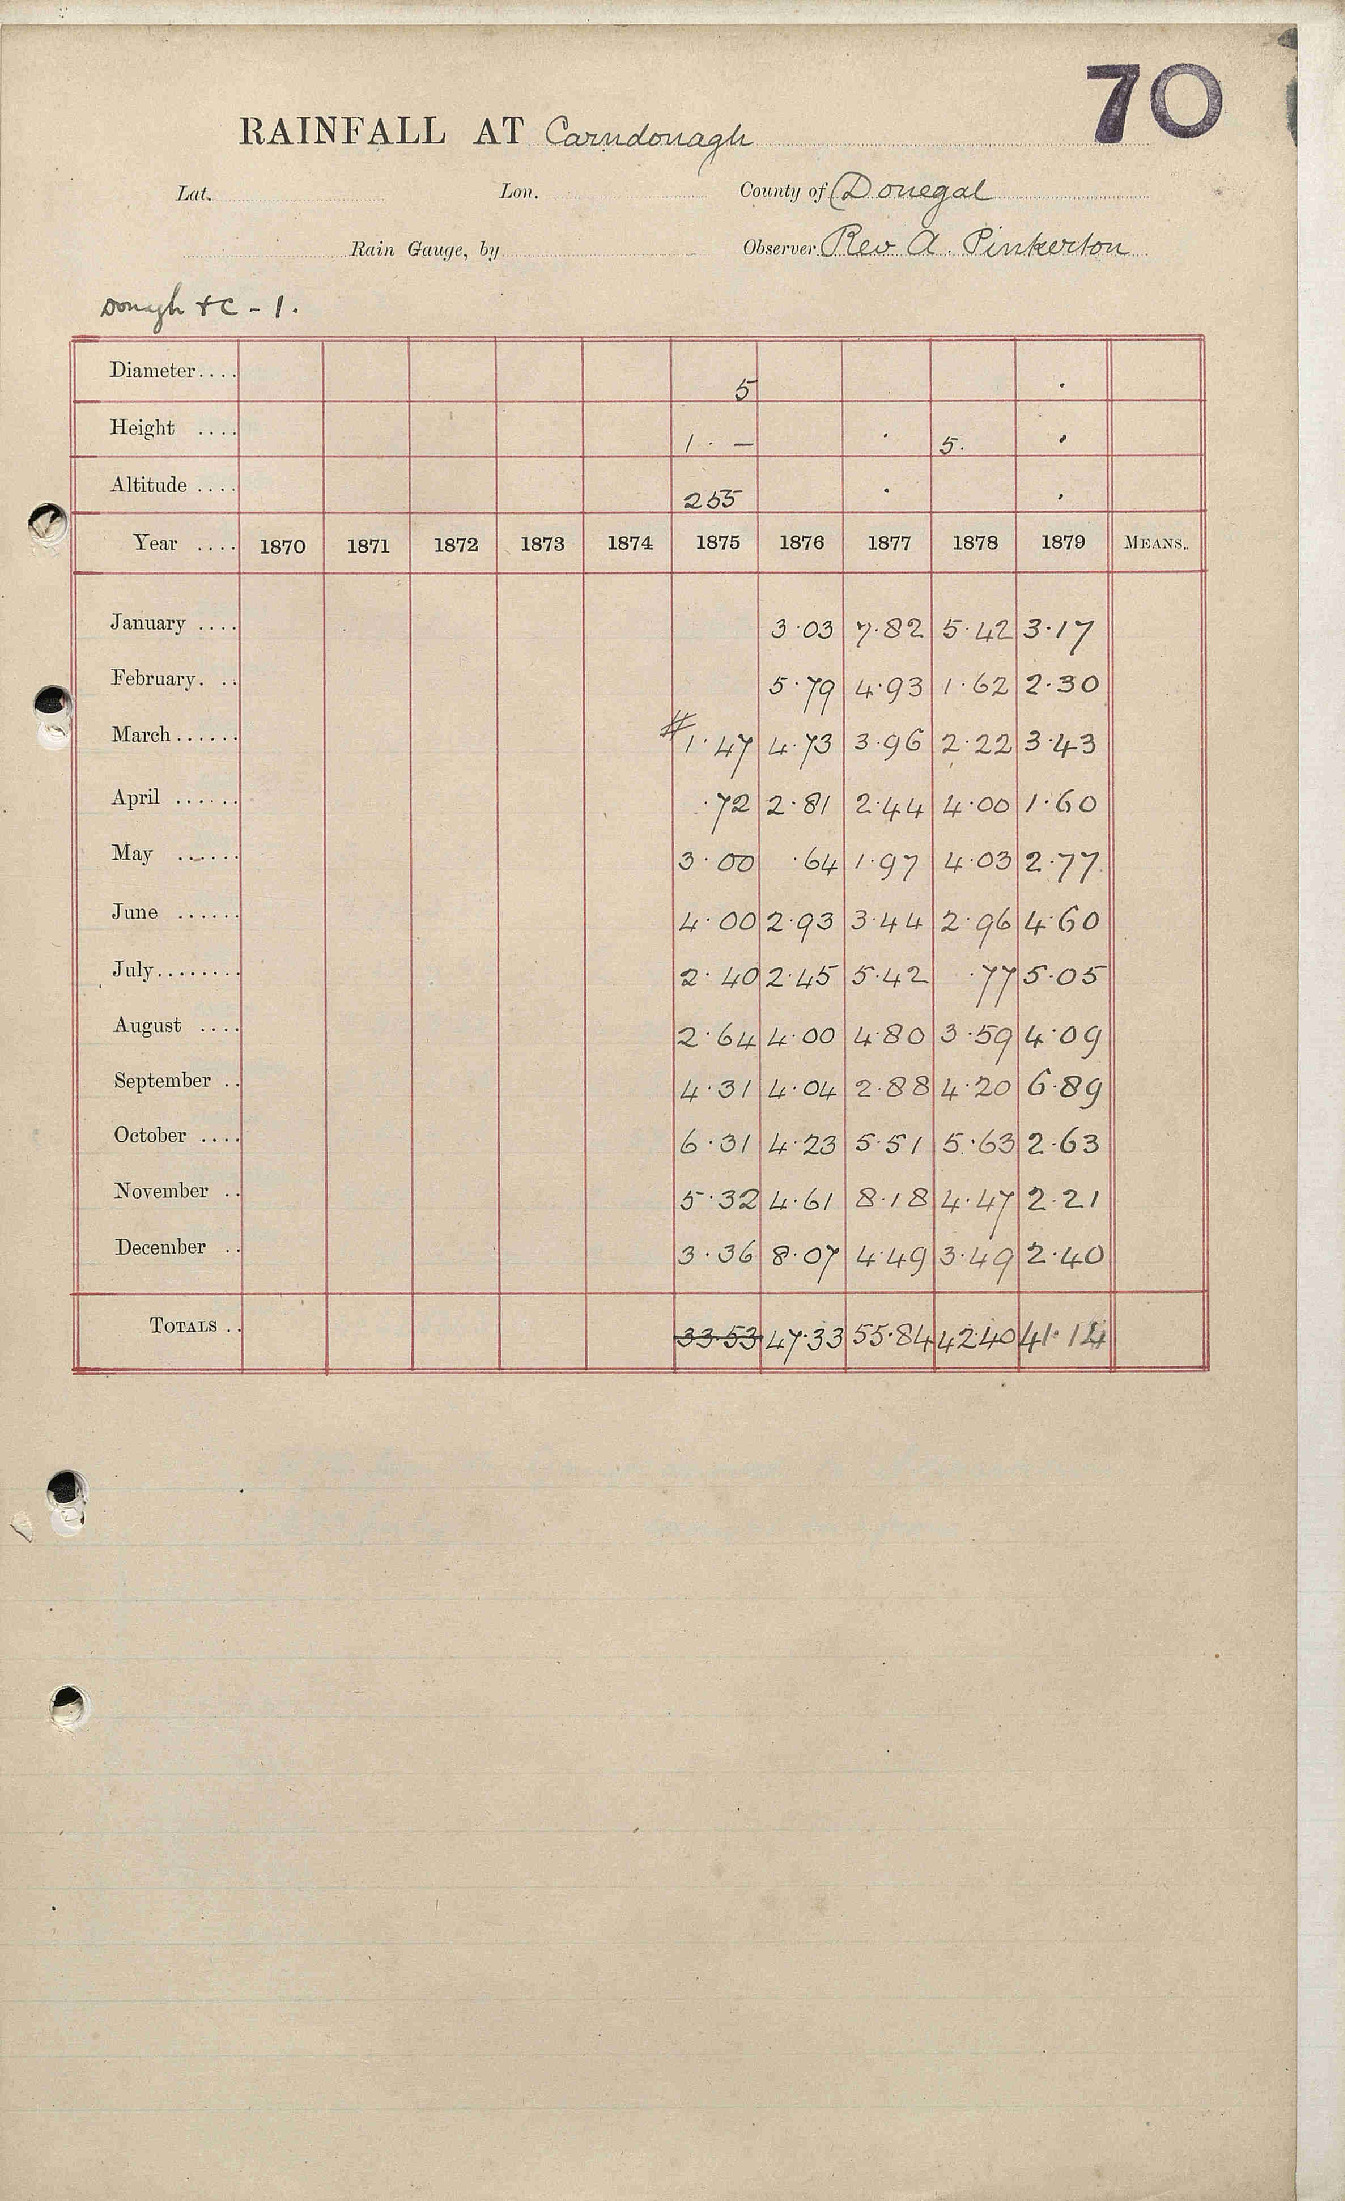 70
RAINFALL AT Carndonagh
Lat. Lon. County of Donegal
Rain Gauge, by Observer Rev A. Pinkerton
- 1.
Diameter.... 5
Height .... 1 · — · 5. ·
Altitude .... 255 · ·
Year .... 1870 1871 1872 1873 1874 1875 1876 1877 1878 1879 MEANS.
January .... 3·03 7·82 5·42 3·17
February. .. 5·79 4·93 1·62 2·30
March...... # 1·47 4·73 3·96 2·22 3·43
April ...... ·72 2·81 2·44 4·00 1·60
May ...... 3·00 ·64 1·97 4·03 2·77
June ...... 4·00 2·93 3·44 2·96 4·60
July........ 2·40 2·45 5·42 ·77 5·05
August .... 2·64 4·00 4·80 3·59 4·09
September .. 4·31 4·04 2·88 4·20 6·89
October .... 6·31 4·23 5·51 5·63 2·63
November .. 5·32 4·61 8·18 4·47 2·21
December .. 3·36 8·07 4·49 3·49 2·40
TOTALS .. 33·53 47·33 55·84 42·40 41·14